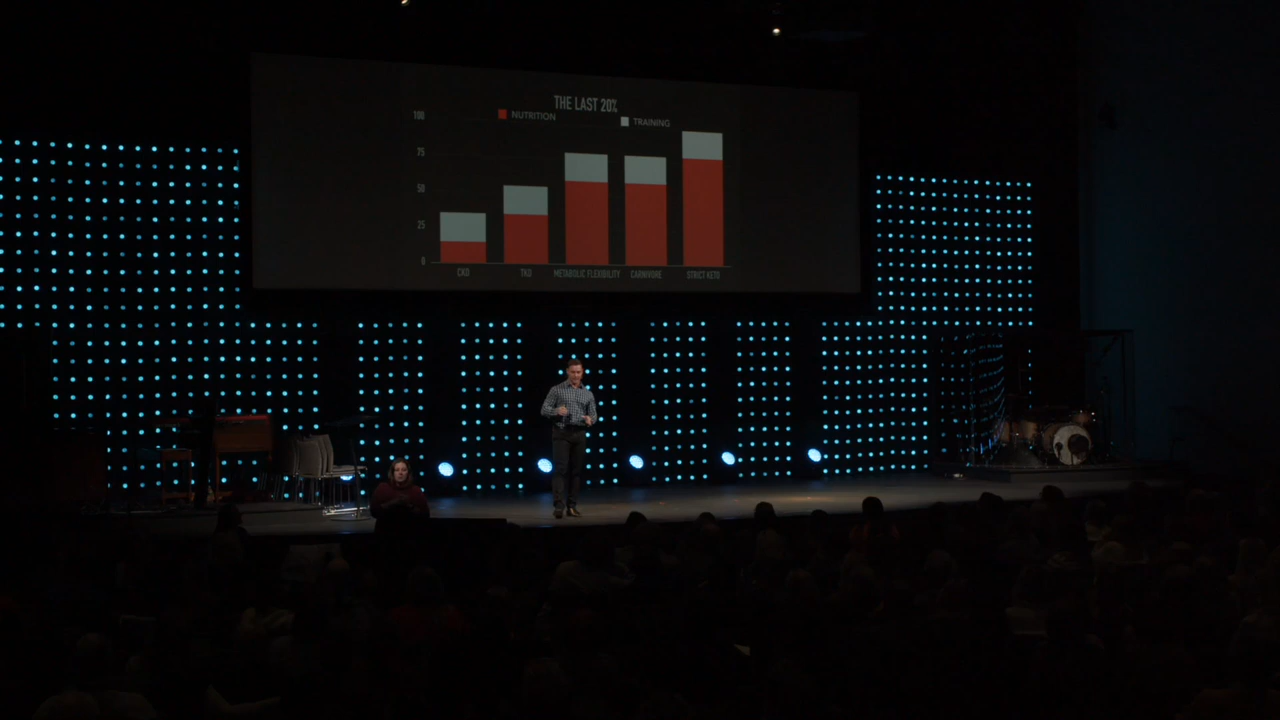 THE LAST 20%
NUTRITION
TRAINING
100
75
50
25
0
CKD
TKD
METABOLIC FLEXIBILITY
CARNIVORE
STRICT KETO